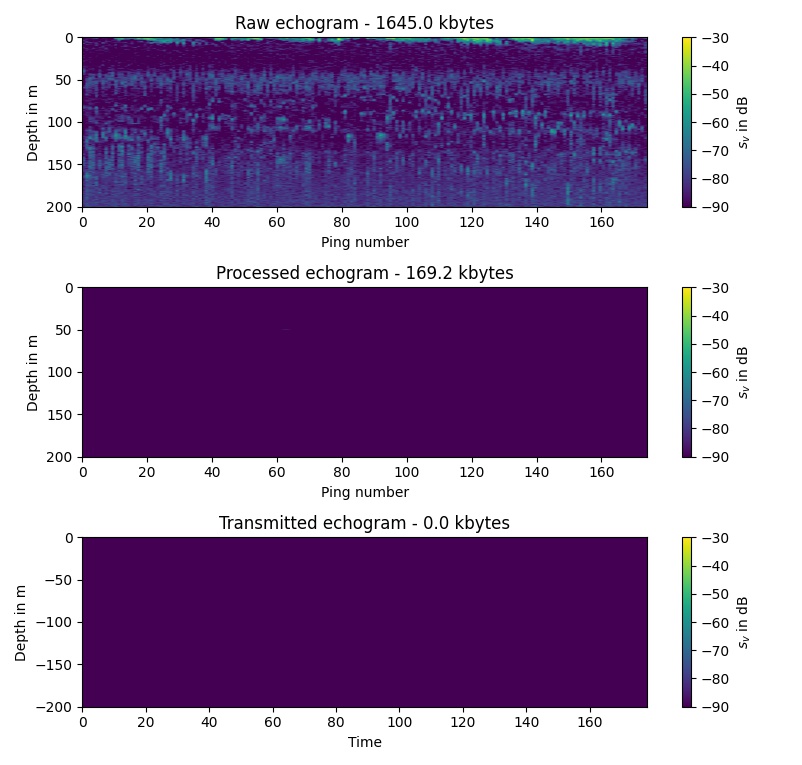 Raw echogram - 1645.0 kbytes
0
50
100
150
200
Depth in m
0 20 40 60 80 100 120 140 160
Ping number
−30
−40
−50
−60
−70
−80
−90
s_v in dB
Processed echogram - 169.2 kbytes
0
50
100
150
200
Depth in m
0 20 40 60 80 100 120 140 160
Ping number
−30
−40
−50
−60
−70
−80
−90
s_v in dB
Transmitted echogram - 0.0 kbytes
0
−50
−100
−150
−200
Depth in m
0 20 40 60 80 100 120 140 160
Time
−30
−40
−50
−60
−70
−80
−90
s_v in dB